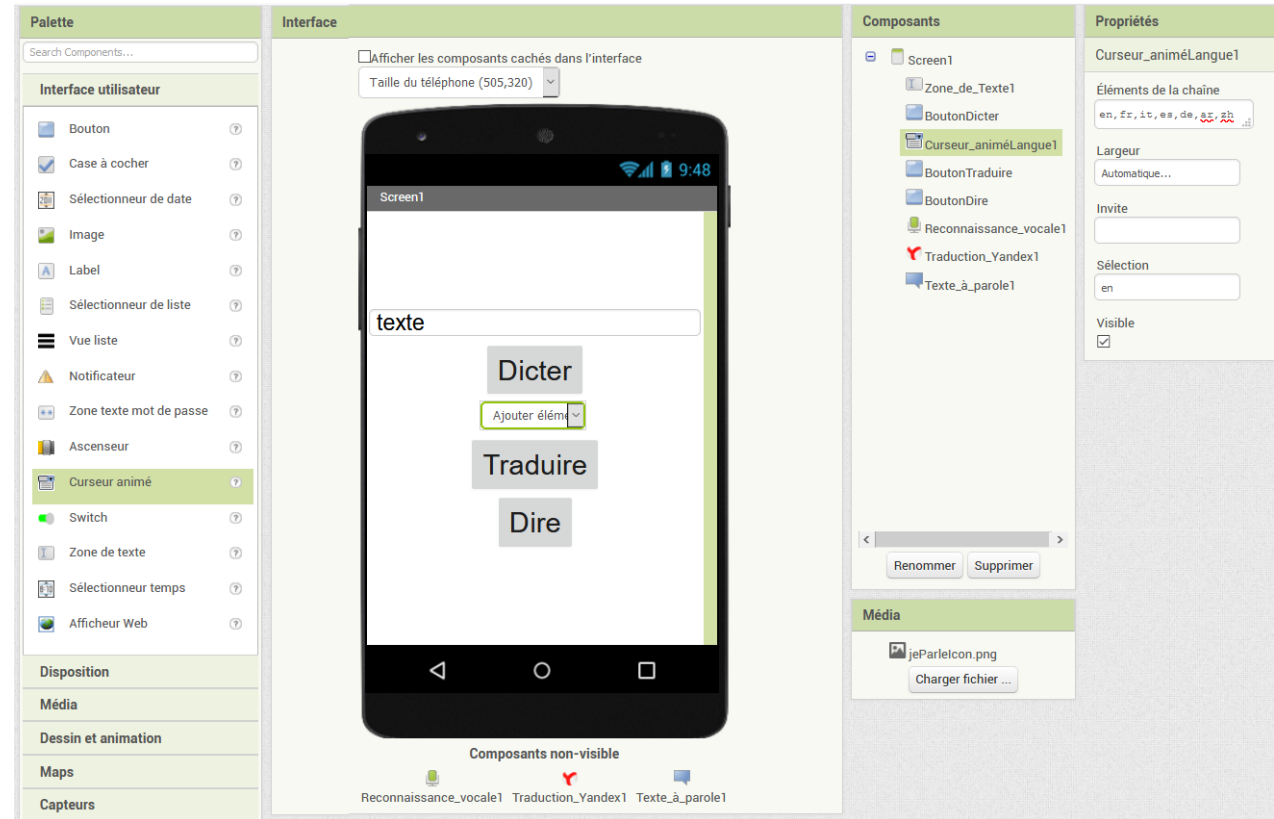 Palette
Search Components...
Interface utilisateur
Bouton
Case à cocher
Sélectionneur de date
Image
Label
Sélectionneur de liste
Vue liste
Notificateur
Zone texte mot de passe
Ascenseur
Curseur animé
Switch
Zone de texte
Sélectionneur temps
Afficheur Web
Disposition
Média
Dessin et animation
Maps
Capteurs
Interface
Afficher les composants cachés dans l'interface
Taille du téléphone (505,320)
9:48
Screen1
texte
Dicter
Ajouter éléme
Traduire
Dire
Composants non-visible
Reconnaissance_vocale1 Traduction_Yandex1 Texte_à_parole1
Composants
Screen1
Zone_de_Texte1
BoutonDicter
Curseur_animéLangue1
BoutonTraduire
BoutonDire
Reconnaissance_vocale1
Traduction_Yandex1
Texte_à_parole1
Renommer Supprimer
Média
jeParleIcon.png
Charger fichier ...
Propriétés
Curseur_animéLangue1
Éléments de la chaîne
en,fr,it,es,de,ar,zh
Largeur
Automatique...
Invite
Sélection
en
Visible